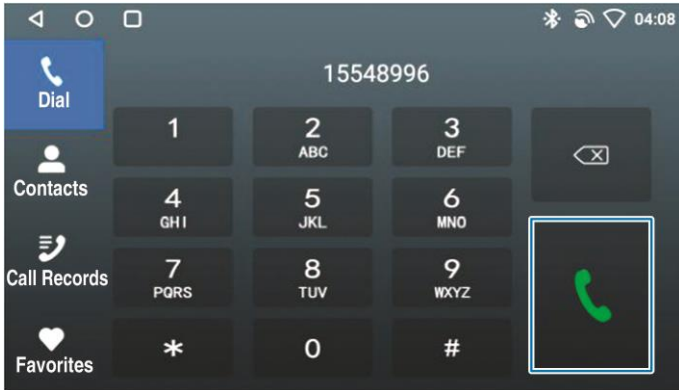 04:08
15548996
Dial
Contacts
Call Records
Favorites
1
2
ABC
3
DEF
4
GHI
5
JKL
6
MNO
7
PQRS
8
TUV
9
WXYZ
*
0
#